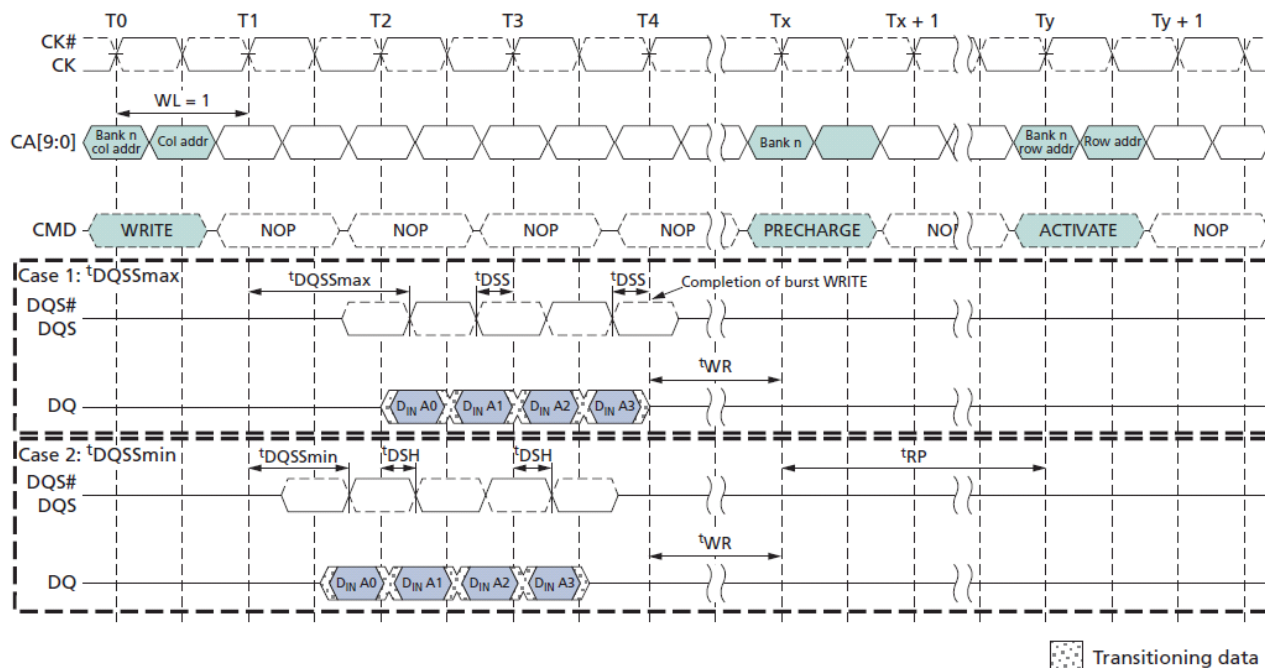 T0 T1 T2 T3 T4 Tx Tx + 1 Ty Ty + 1
CK#
CK
WL = 1
CA[9:0]
Bank n
col addr
Col addr
Bank n
Bank n
row addr
Row addr
CMD WRITE NOP NOP NOP NOP PRECHARGE ACTIVATE NOP
Case 1: tDQSSmax
tDQSSmax tDSS tDSS Completion of burst WRITE
DQS#
DQS
tWR
DQ DIN A0 DIN A1 DIN A2 DIN A3
Case 2: tDQSSmin
tDQSSmin tDSH tDSH tRP
DQS#
DQS
tWR
DQ DIN A0 DIN A1 DIN A2 DIN A3
Transitioning data